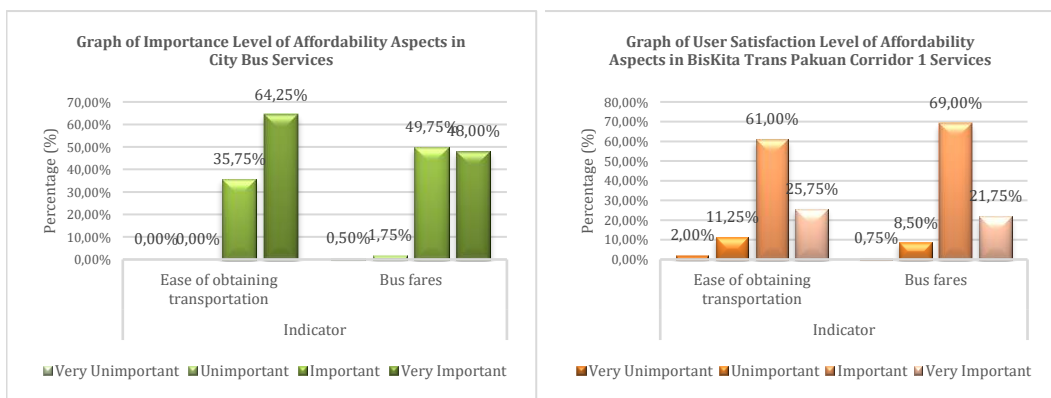 Graph of Importance Level of Affordability Aspects in
City Bus Services
Percentage (%)
70,00%
60,00%
50,00%
40,00%
30,00%
20,00%
10,00%
0,00%
0,00%
0,00%
35,75%
64,25%
0,50%
1,75%
49,75%
48,00%
Ease of obtaining
transportation
Bus fares
Indicator
Very Unimportant
Unimportant
Important
Very Important
Graph of User Satisfaction Level of Affordability
Aspects in BisKita Trans Pakuan Corridor 1 Services
Percentage (%)
80,00%
70,00%
60,00%
50,00%
40,00%
30,00%
20,00%
10,00%
0,00%
2,00%
11,25%
61,00%
25,75%
0,75%
8,50%
69,00%
21,75%
Ease of obtaining
transportation
Bus fares
Indicator
Very Unimportant
Unimportant
Important
Very Important